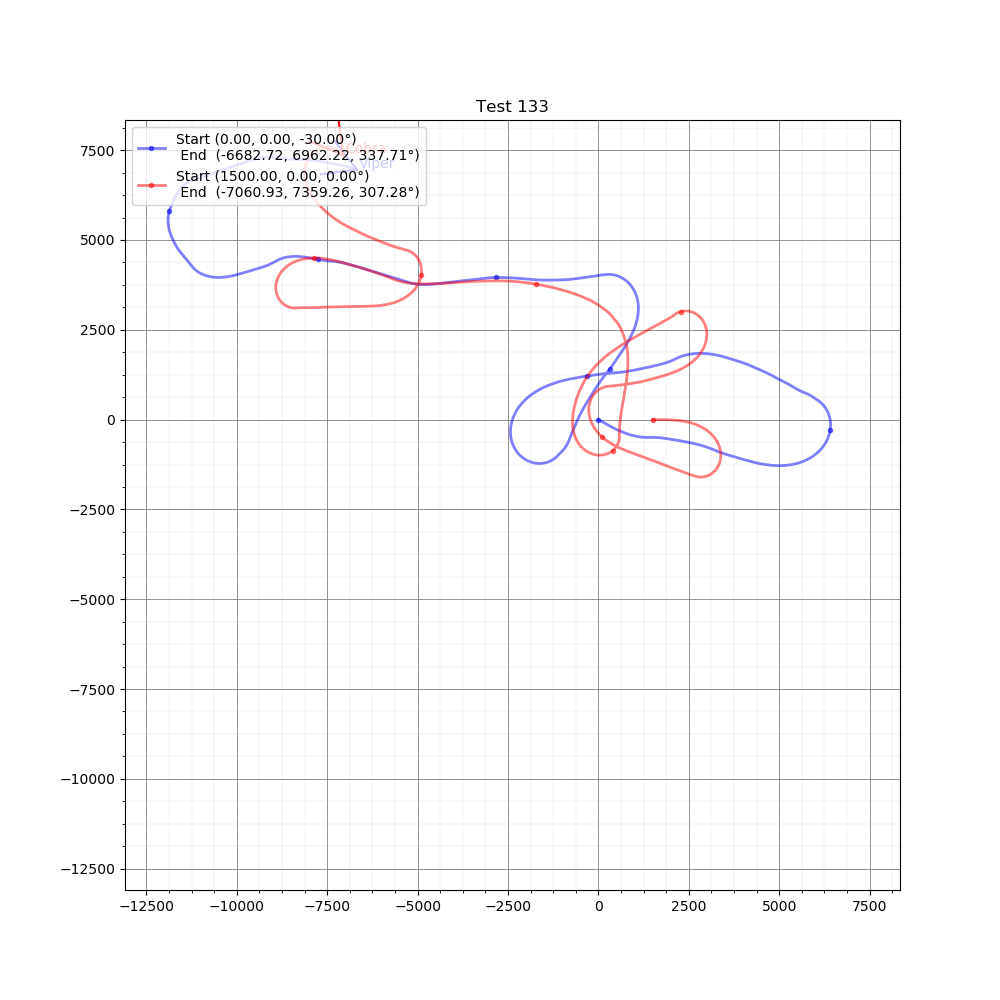 Test 133
Start (0.00, 0.00, -30.00°)
End (-6682.72, 6962.22, 337.71°)
Start (1500.00, 0.00, 0.00°)
End (-7060.93, 7359.26, 307.28°)
Cobra
Viper
7500
5000
2500
0
−2500
−5000
−7500
−10000
−12500
−12500 −10000 −7500 −5000 −2500 0 2500 5000 7500